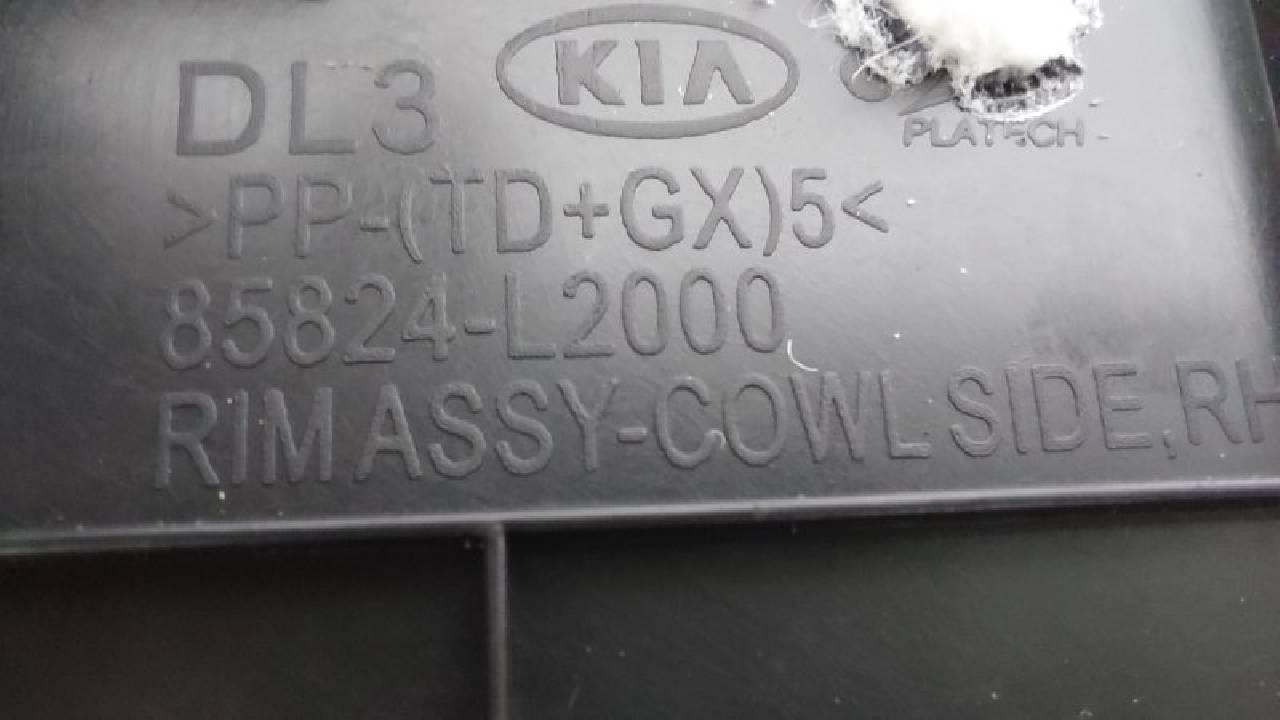 DL3 KIA
PLATECH
>PP-(TD+GX)5<
85824-L2000
RIM ASSY-COWL SIDE, RH